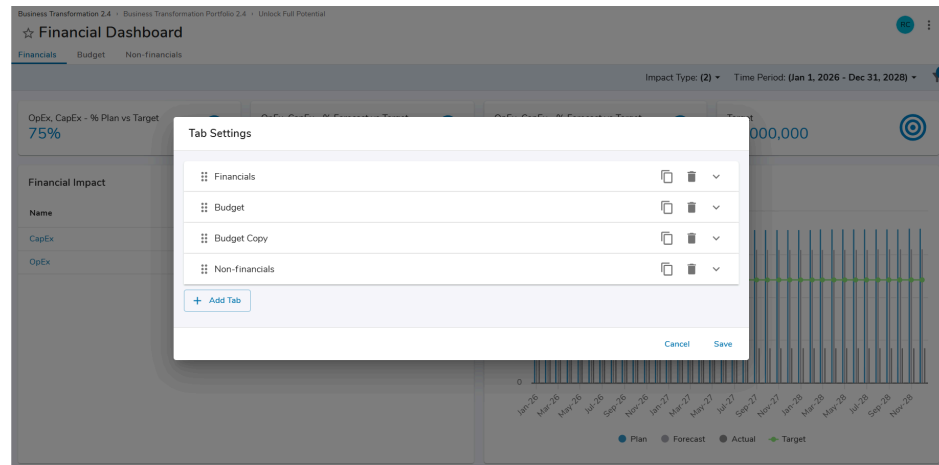 Business Transformation 2.4 • Business Transformation Portfolio 2.4 • Unlock Full Potential
Financial Dashboard
RC
Financials Budget Non-financials
Impact Type: (2) Time Period: (Jan 1, 2026 - Dec 31, 2028)
OpEx, CapEx - % Plan vs Target
75%
000,000
Tab Settings
Financials
Budget
Budget Copy
Non-financials
+ Add Tab
Cancel Save
Financial Impact
Name
CapEx
OpEx
0
Jan-26 Mar-26 May-26 Jul-26 Sep-26 Nov-26 Jan-27 Mar-27 May-27 Jul-27 Sep-27 Nov-27 Jan-28 Mar-28 May-28 Jul-28 Sep-28 Nov-28
Plan Forecast Actual Target